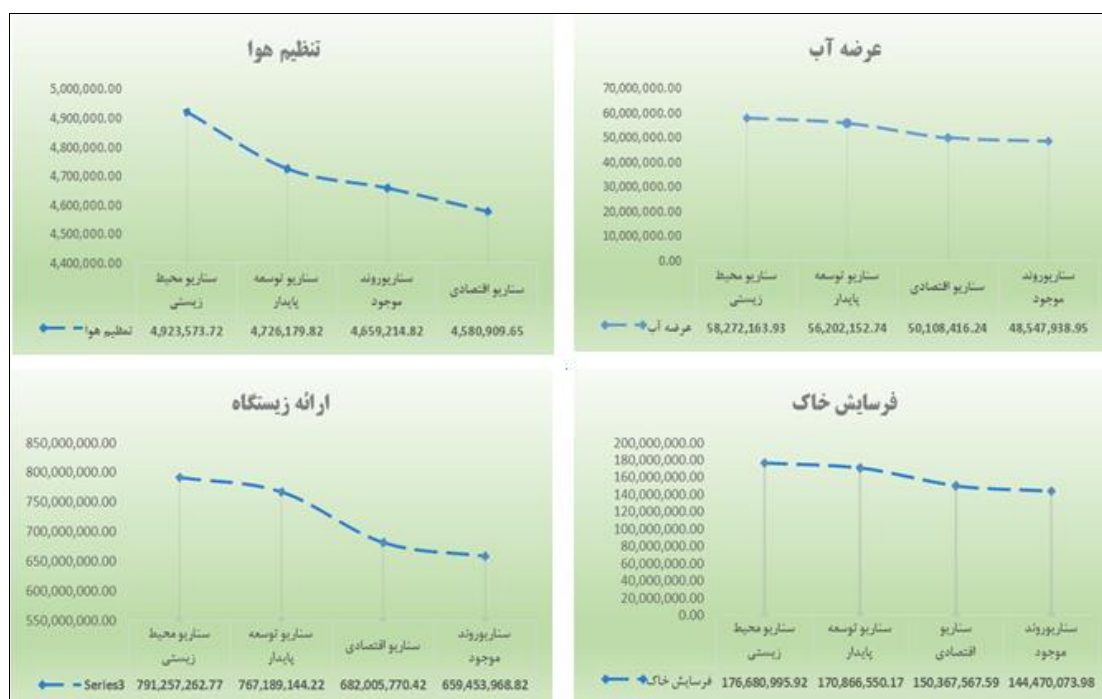 تنظیم هوا
5,000,000.00
4,900,000.00
4,800,000.00
4,700,000.00
4,600,000.00
4,500,000.00
4,400,000.00
سناریو محیط زیستی
سناریو توسعه پایدار
سناریوروند موجود
سناریو اقتصادی
تنظیم هوا 4,923,573.72 4,726,179.82 4,659,214.82 4,580,909.65
عرضه آب
70,000,000.00
60,000,000.00
50,000,000.00
40,000,000.00
30,000,000.00
20,000,000.00
10,000,000.00
0.00
سناریو محیط زیستی
سناریو توسعه پایدار
سناریو اقتصادی
سناریوروند موجود
عرضه آب 58,272,163.93 56,202,152.74 50,108,416.24 48,547,938.95
ارائه زیستگاه
850,000,000.00
800,000,000.00
750,000,000.00
700,000,000.00
650,000,000.00
600,000,000.00
550,000,000.00
سناریو محیط زیستی
سناریو توسعه پایدار
سناریو اقتصادی
سناریوروند موجود
Series3 791,257,262.77 767,189,144.22 682,005,770.42 659,453,968.82
فرسایش خاک
200,000,000.00
180,000,000.00
160,000,000.00
140,000,000.00
120,000,000.00
100,000,000.00
80,000,000.00
60,000,000.00
40,000,000.00
20,000,000.00
0.00
سناریو محیط زیستی
سناریو توسعه پایدار
سناریو اقتصادی
سناریوروند موجود
فرسایش خاک 176,680,995.92 170,866,550.17 150,367,567.59 144,470,073.98